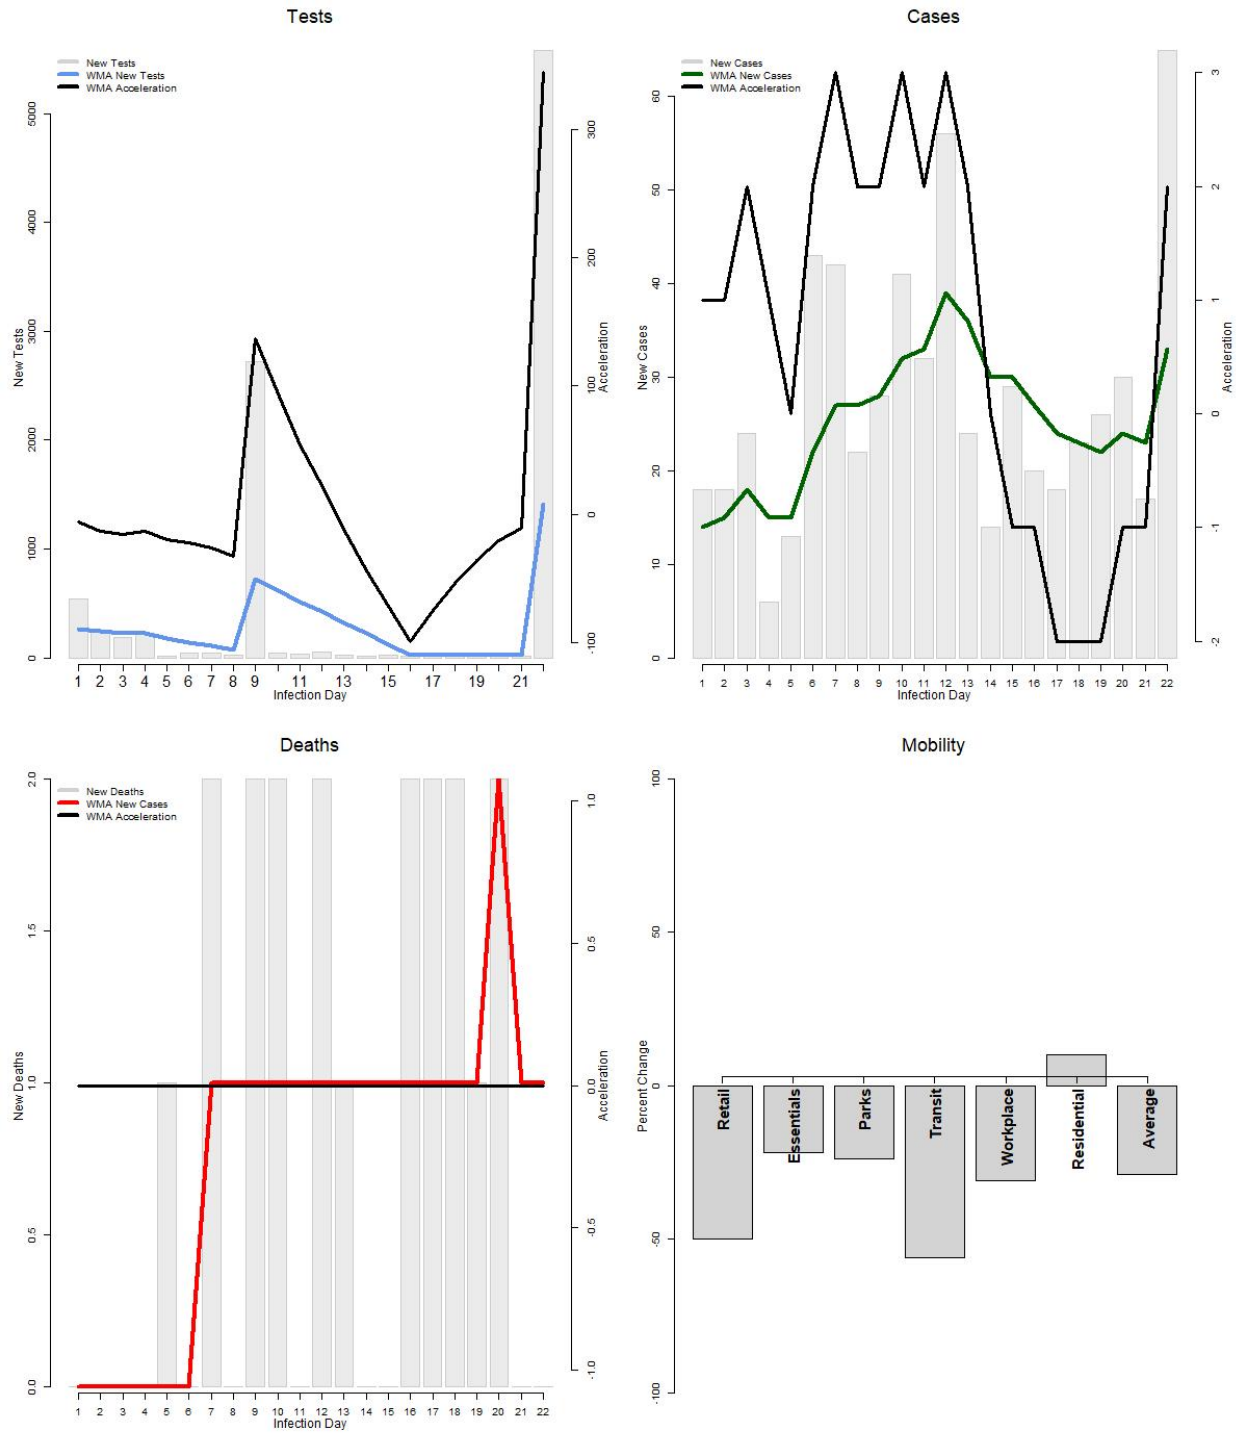 Tests
New Tests
WMA New Tests
WMA Acceleration
New Tests
0
1000
2000
3000
4000
5000
Acceleration
-100
0
100
200
300
1 2 3 4 5 6 7 8 9 11 13 15 17 19 21
Infection Day
Cases
New Cases
WMA New Cases
WMA Acceleration
New Cases
0
10
20
30
40
50
60
Acceleration
-2
-1
0
1
2
3
1 2 3 4 5 6 7 8 9 10 11 12 13 14 15 16 17 18 19 20 21 22
Infection Day
Deaths
New Deaths
WMA New Cases
WMA Acceleration
New Deaths
0.0
0.5
1.0
1.5
2.0
Acceleration
-1.0
-0.5
0.0
0.5
1.0
1 2 3 4 5 6 7 8 9 10 11 12 13 14 15 16 17 18 19 20 21 22
Infection Day
Mobility
Percent Change
-100
-50
0
50
100
Retail
Essentials
Parks
Transit
Workplace
Residential
Average